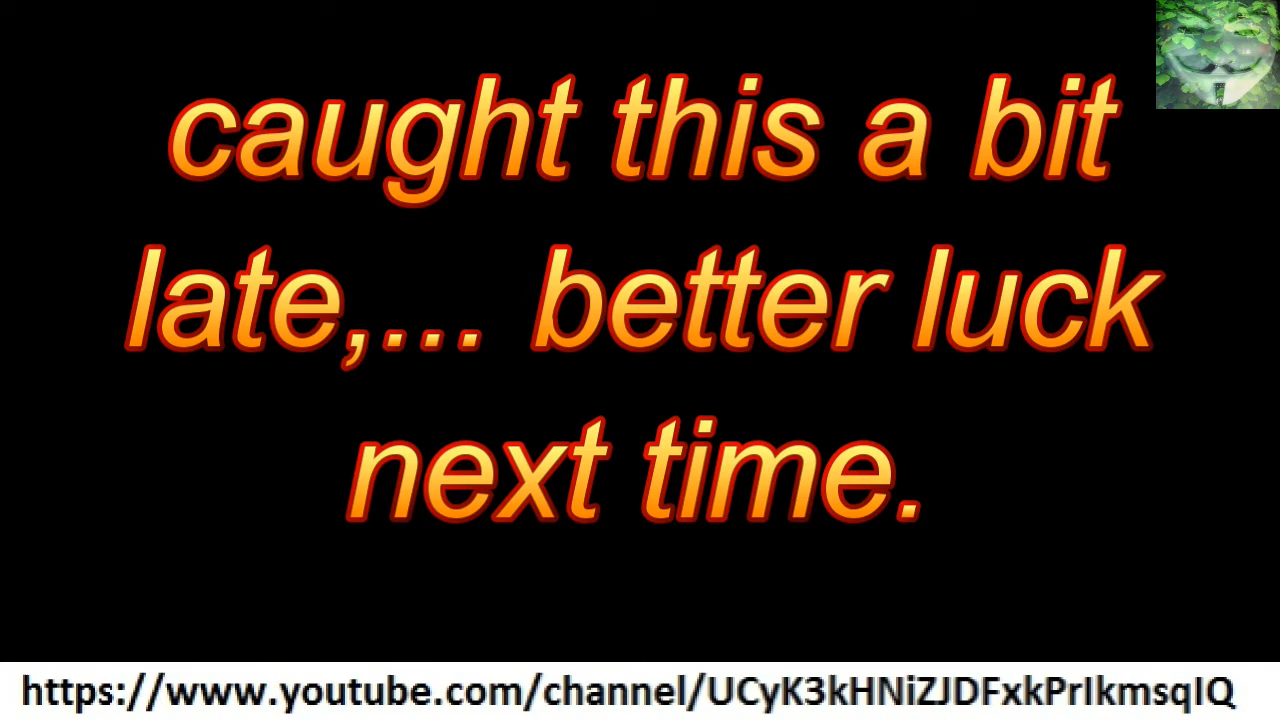 caught this a bit
late,... better luck
next time.
https://www.youtube.com/channel/UCyK3kHNiZJDFxkPrIkmsqIQ